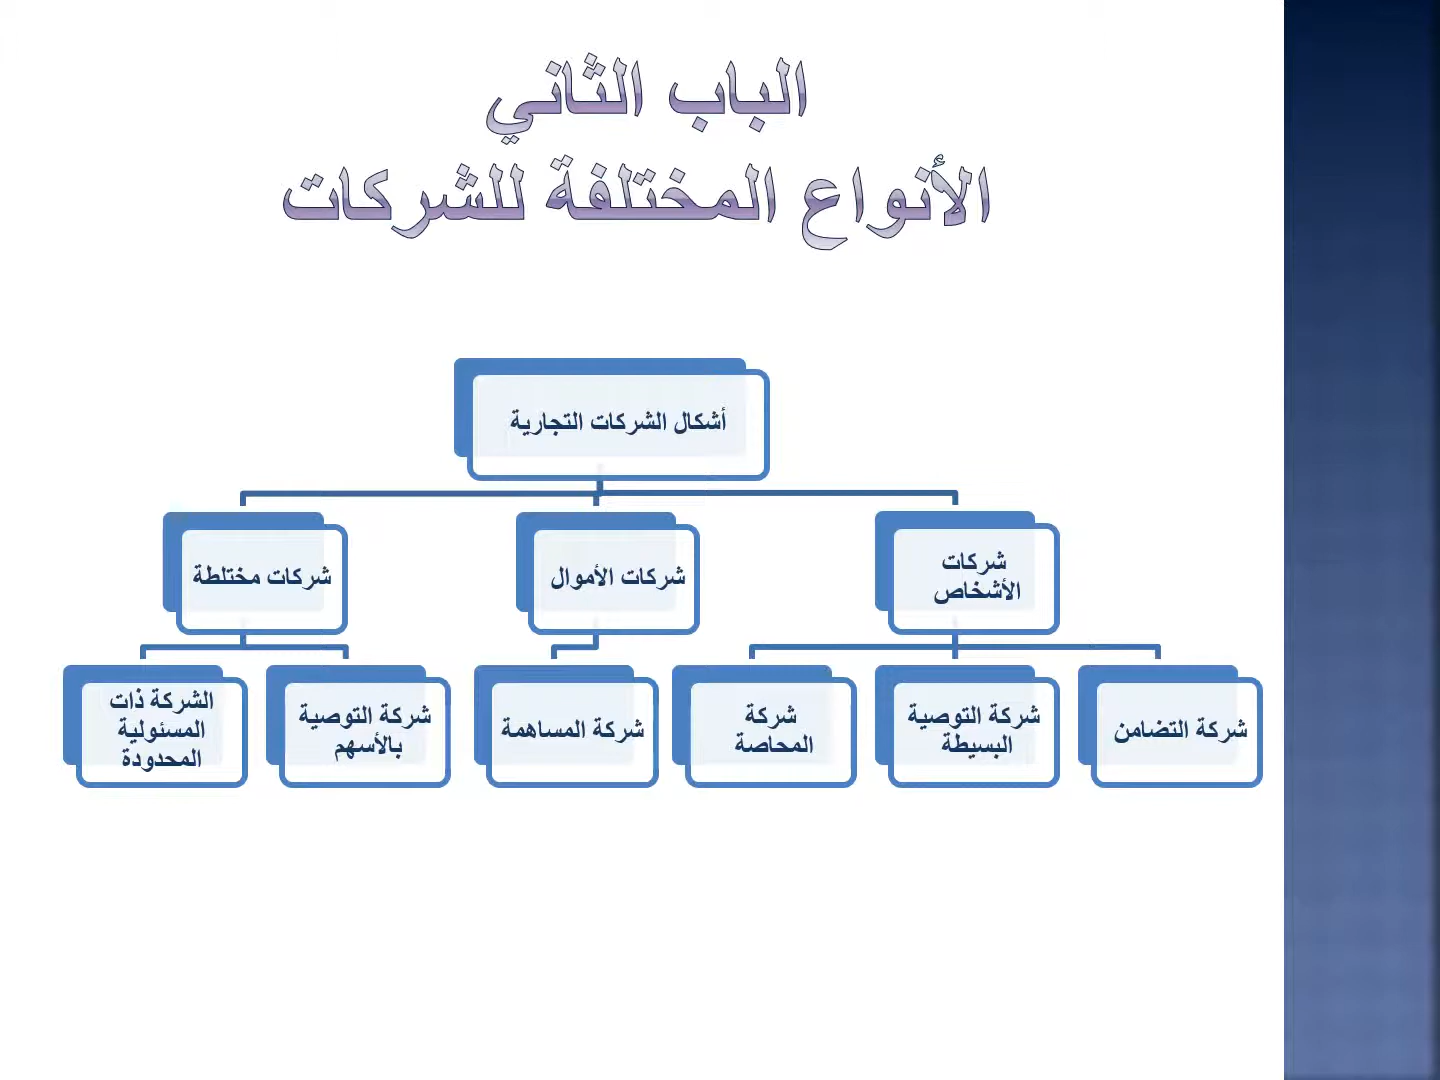 الباب الثاني
الأنواع المختلفة للشركات
أشكال الشركات التجارية
شركات
الأشخاص
شركات الأموال
شركات مختلطة
شركة التضامن
شركة التوصية
البسيطة
شركة
المحاصة
شركة المساهمة
شركة التوصية
بالأسهم
الشركة ذات
المسئولية
المحدودة